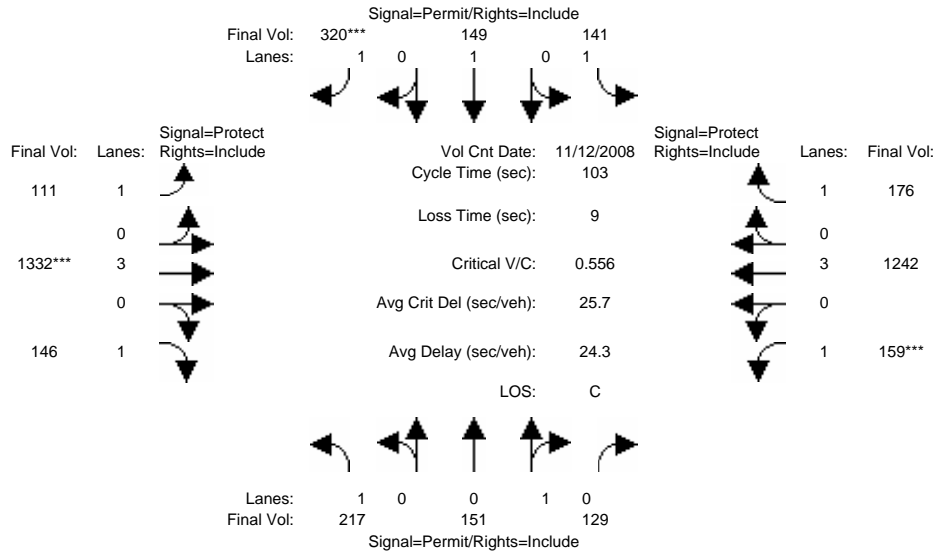 Signal=Permit/Rights=Include
Final Vol: 320*** 149 141
Lanes: 1 0 1 0 1
Signal=Protect
Final Vol: Lanes: Rights=Include
Vol Cnt Date: 11/12/2008
Signal=Protect
Rights=Include Lanes: Final Vol:
Cycle Time (sec): 103
111 1
1 176
Loss Time (sec): 9
0
0
1332*** 3
Critical V/C: 0.556
3 1242
0
Avg Crit Del (sec/veh): 25.7
0
146 1
Avg Delay (sec/veh): 24.3
1 159***
LOS: C
Lanes: 1 0 0 1 0
Final Vol: 217 151 129
Signal=Permit/Rights=Include